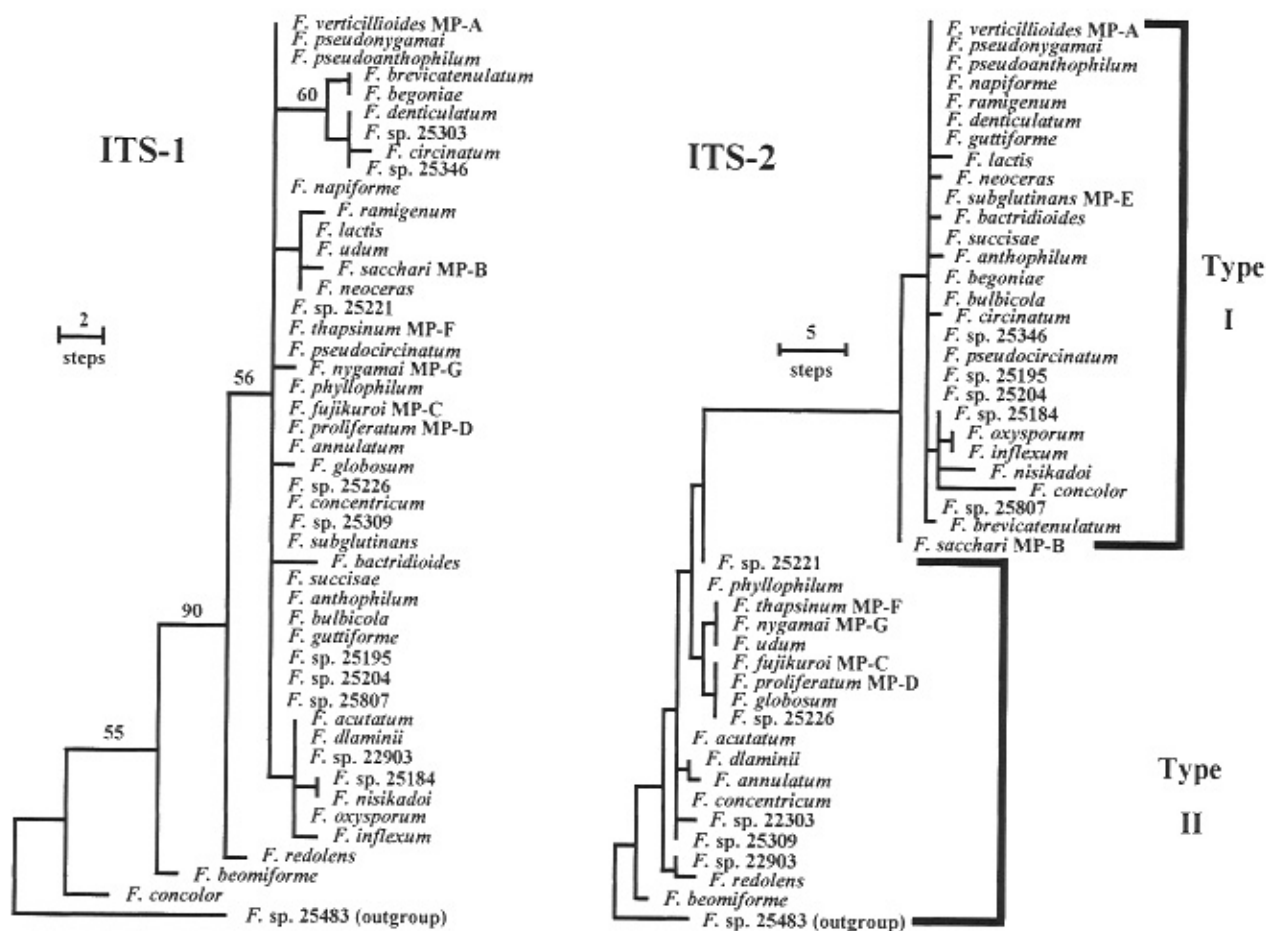 ITS-1
F. verticillioides MP-A
F. pseudonygamai
F. pseudoanthophilum
F. brevicatenulatum
60
F. begoniae
F. denticulatum
F. sp. 25303
F. circinatum
F. sp. 25346
F. napiforme
F. ramigenum
F. lactis
F. udum
F. sacchari MP-B
F. neoceras
F. sp. 25221
2
steps
F. thapsinum MP-F
F. pseudocircinatum
F. nygamai MP-G
56
F. phyllophilum
F. fujikuroi MP-C
F. proliferatum MP-D
F. annulatum
F. globosum
F. sp. 25226
F. concentricum
F. sp. 25309
F. subglutinans
F. bactridioides
F. succisae
F. anthophilum
90
F. bulbicola
F. guttiforme
F. sp. 25195
F. sp. 25204
F. sp. 25807
F. acutatum
55
F. dlaminii
F. sp. 22903
F. sp. 25184
F. nisikadoi
F. oxysporum
F. inflexum
F. redolens
F. beomiforme
F. concolor
F. sp. 25483 (outgroup)
ITS-2
F. verticillioides MP-A
F. pseudonygamai
F. pseudoanthophilum
F. napiforme
F. ramigenum
F. denticulatum
F. guttiforme
F. lactis
F. neoceras
F. subglutinans MP-E
F. bactridioides
F. succisae
F. anthophilum
F. begoniae
F. bulbicola
F. circinatum
F. sp. 25346
F. pseudocircinatum
F. sp. 25195
F. sp. 25204
F. sp. 25184
F. oxysporum
F. inflexum
F. nisikadoi
F. concolor
F. sp. 25807
F. brevicatenulatum
F. sacchari MP-B
Type
I
5
steps
F. sp. 25221
F. phyllophilum
F. thapsinum MP-F
F. nygamai MP-G
F. udum
F. fujikuroi MP-C
F. proliferatum MP-D
F. globosum
F. sp. 25226
F. acutatum
F. dlaminii
F. annulatum
F. concentricum
F. sp. 22303
F. sp. 25309
F. sp. 22903
F. redolens
F. beomiforme
F. sp. 25483 (outgroup)
Type
II